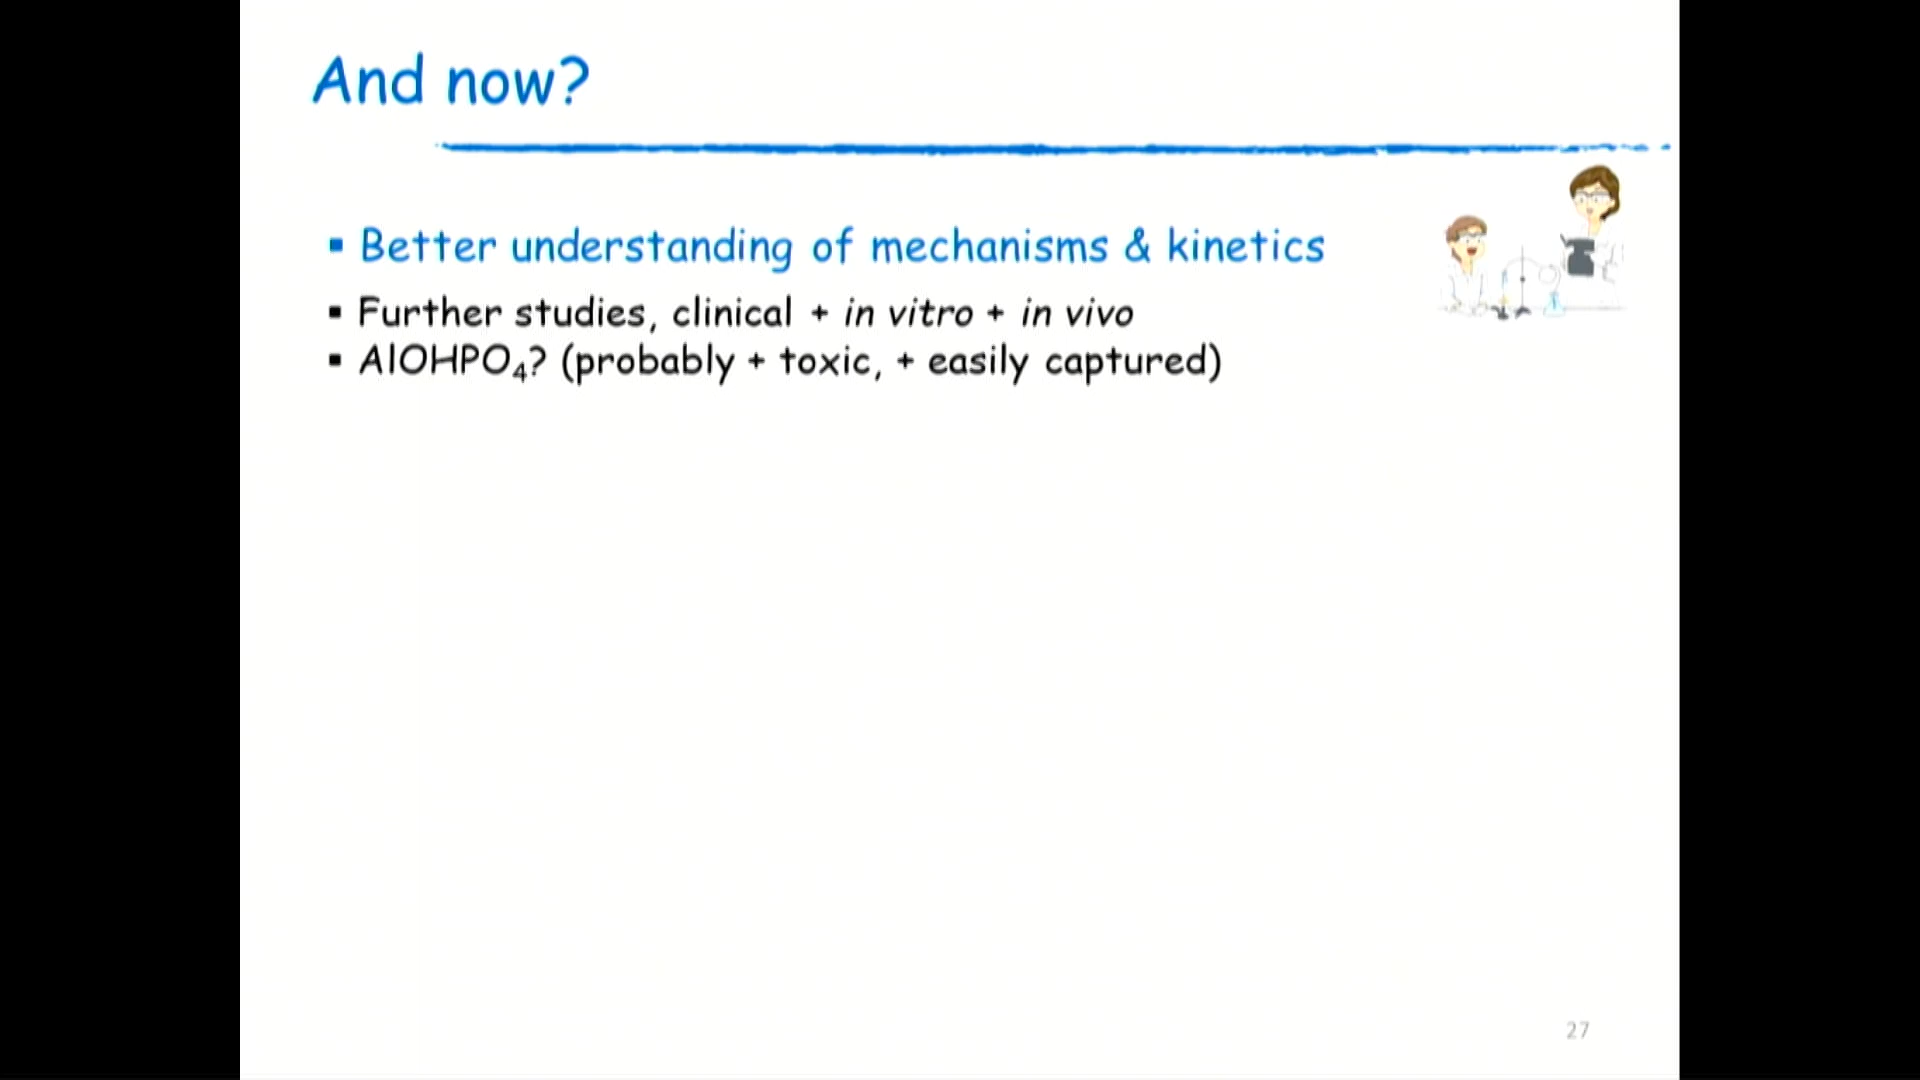 And now?
▪ Better understanding of mechanisms & kinetics
▪ Further studies, clinical + in vitro + in vivo
▪ AlOHPO₄? (probably + toxic, + easily captured)
27